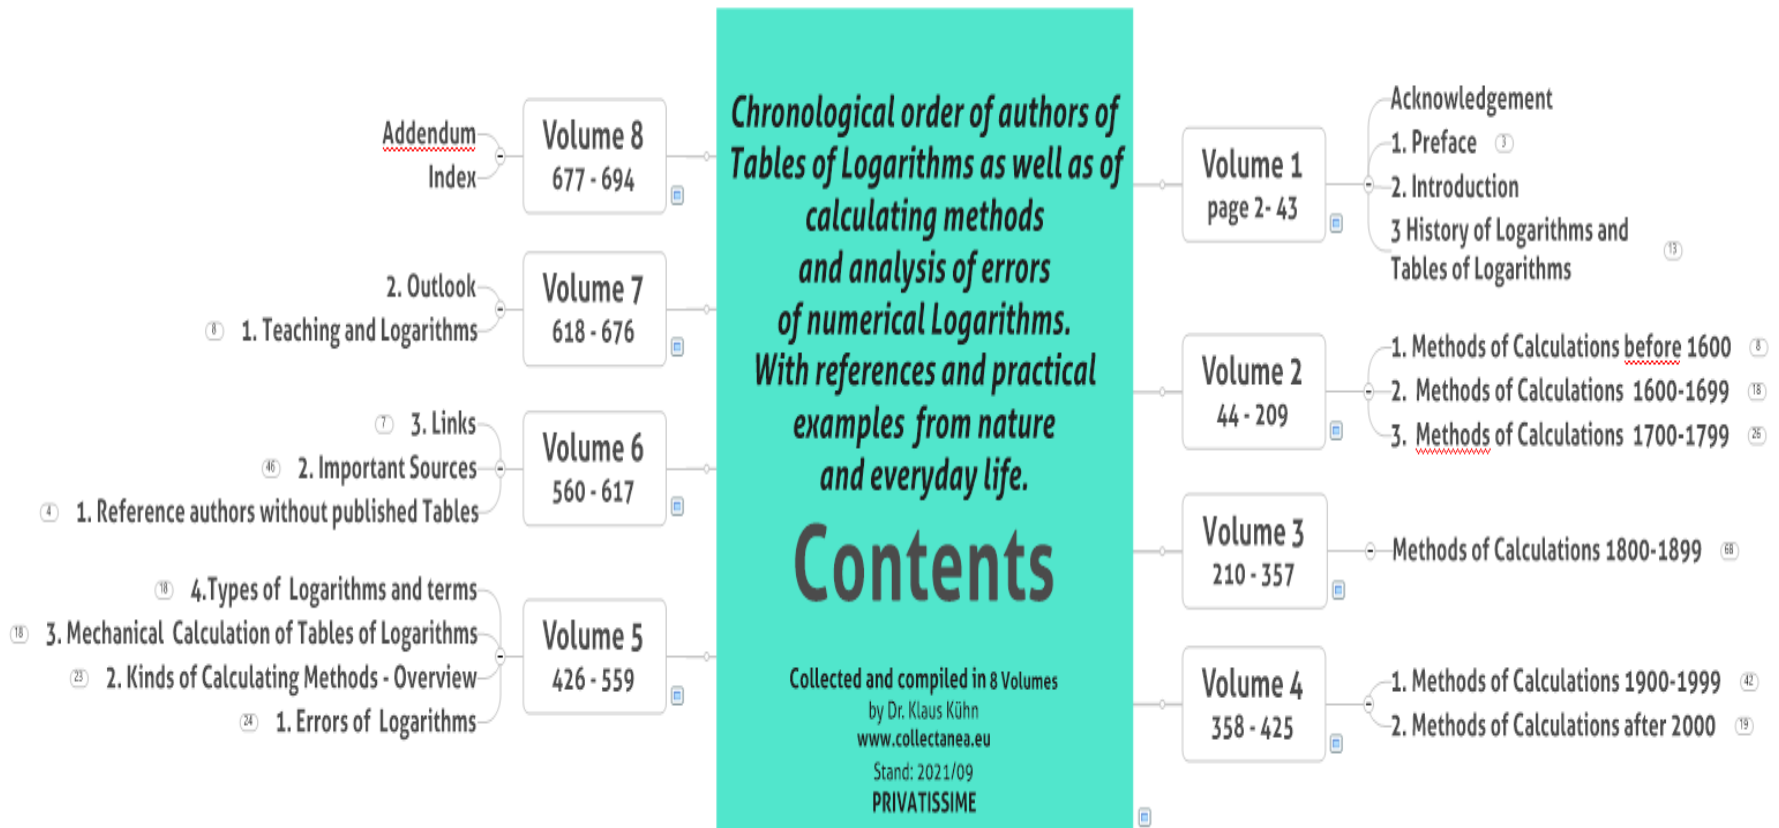 Chronological order of authors of
Tables of Logarithms as well as of
calculating methods
and analysis of errors
of numerical Logarithms.
With references and practical
examples from nature
and everyday life.
Contents
Collected and compiled in 8 Volumes
by Dr. Klaus Kühn
www.collectanea.eu
Stand: 2021/09
PRIVATISSIME
Volume 1
page 2- 43
Acknowledgement
1. Preface 3
2. Introduction
3 History of Logarithms and
Tables of Logarithms 13
Volume 2
44 - 209
1. Methods of Calculations before 1600 8
2. Methods of Calculations 1600-1699 18
3. Methods of Calculations 1700-1799 26
Volume 3
210 - 357
Methods of Calculations 1800-1899 68
Volume 4
358 - 425
1. Methods of Calculations 1900-1999 42
2. Methods of Calculations after 2000 19
Volume 8
677 - 694
Addendum
Index
Volume 7
618 - 676
2. Outlook
8 1. Teaching and Logarithms
Volume 6
560 - 617
7 3. Links
46 2. Important Sources
4 1. Reference authors without published Tables
Volume 5
426 - 559
18 4.Types of Logarithms and terms
18 3. Mechanical Calculation of Tables of Logarithms
23 2. Kinds of Calculating Methods - Overview
24 1. Errors of Logarithms